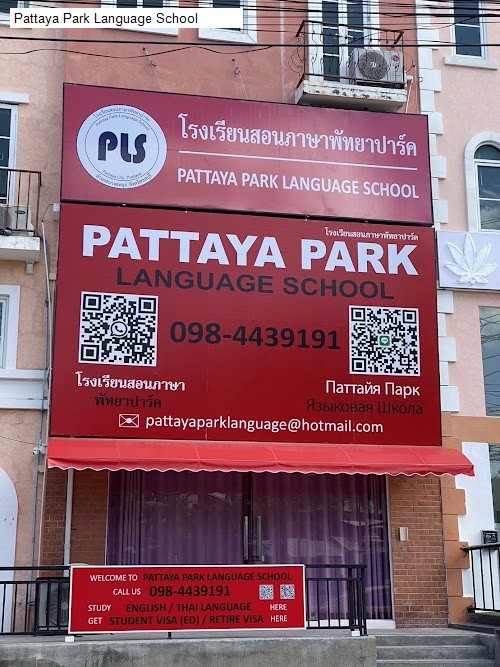 Pattaya Park Language School
PLS
โรงเรียนสอนภาษาพัทยาปาร์ค
PATTAYA PARK LANGUAGE SCHOOL
โรงเรียนสอนภาษาพัทยาปาร์ค
PATTAYA PARK
LANGUAGE SCHOOL
098-4439191
โรงเรียนสอนภาษา
พัทยาปาร์ค
Паттайя Парк
Языковая Школа
pattayaparklanguage@hotmail.com
WELCOME TO PATTAYA PARK LANGUAGE SCHOOL
CALL US 098-4439191
STUDY ENGLISH / THAI LANGUAGE HERE
GET STUDENT VISA (ED) / RETIRE VISA HERE